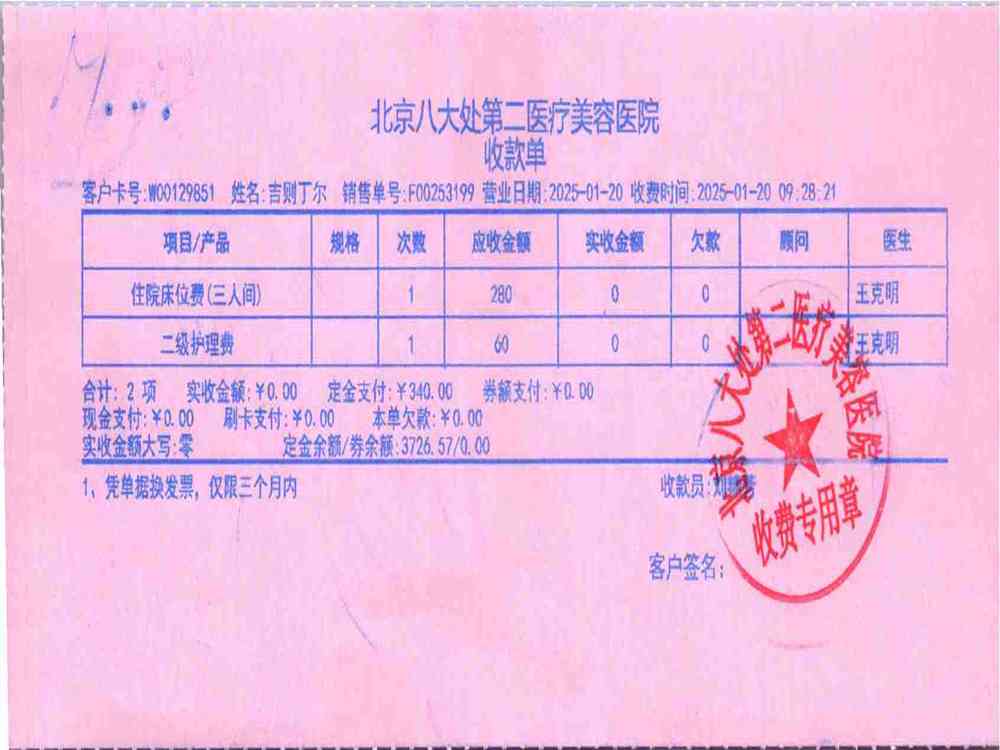 北京八大处第二医疗美容医院
收款单
客户卡号:W00129851 姓名:吉则丁尔 销售单号:F00253199 营业日期:2025-01-20 收费时间:2025-01-20 09:28:21
项目/产品 规格 次数 应收金额 实收金额 欠款 顾问 医生
住院床位费(三人间) 1 280 0 0 王克明
二级护理费 1 60 0 0 王克明
合计: 2 项 实收金额:¥0.00 定金支付:¥340.00 券额支付:¥0.00
现金支付:¥0.00 刷卡支付:¥0.00 本单欠款:¥0.00
实收金额大写:零 定金余额/券余额:3726.57/0.00
1、凭单据换发票, 仅限三个月内 收款员:刘
客户签名:
北京八大处第二医疗美容医院
收费专用章